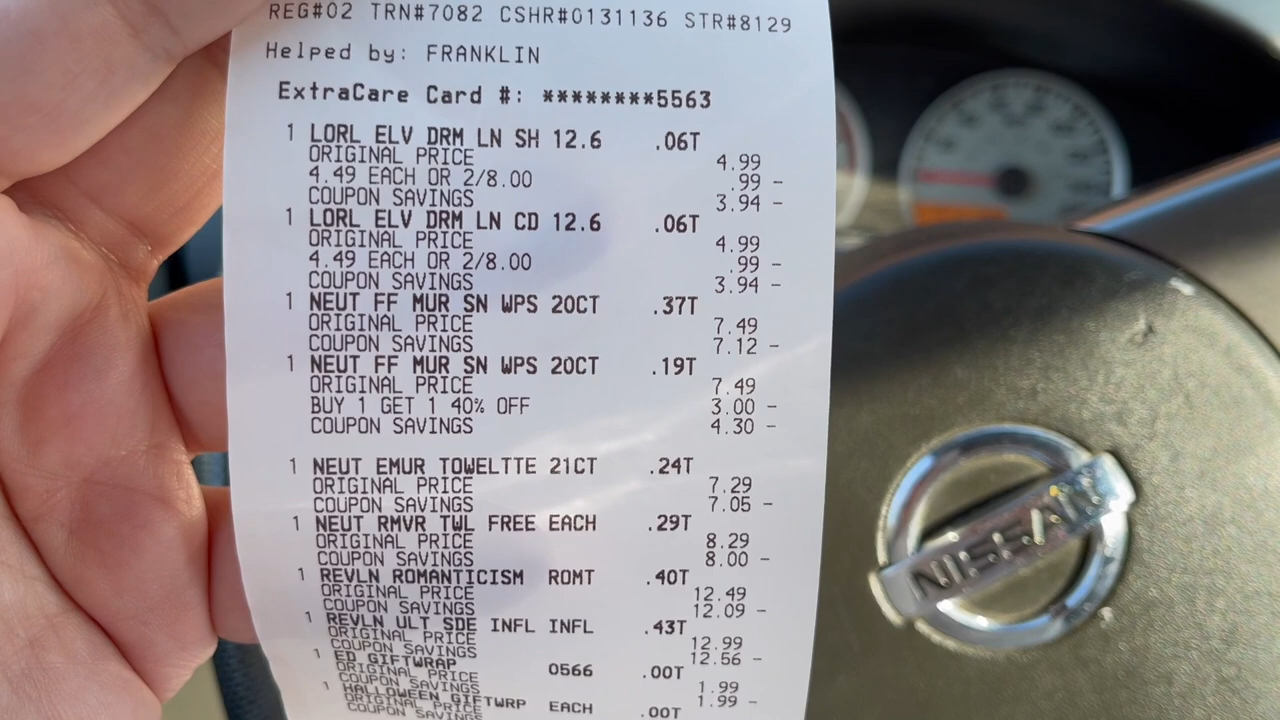 REG#02 TRN#7082 CSHR#0131136 STR#8129
Helped by: FRANKLIN
ExtraCare Card #: ********5563
1 LORL ELV DRM LN SH 12.6 .06T
ORIGINAL PRICE 4.99
4.49 EACH OR 2/8.00 .99 -
COUPON SAVINGS 3.94 -
1 LORL ELV DRM LN CD 12.6 .06T
ORIGINAL PRICE 4.99
4.49 EACH OR 2/8.00 .99 -
COUPON SAVINGS 3.94 -
1 NEUT FF MUR SN WPS 20CT .37T
ORIGINAL PRICE 7.49
COUPON SAVINGS 7.12 -
1 NEUT FF MUR SN WPS 20CT .19T
ORIGINAL PRICE 7.49
BUY 1 GET 1 40% OFF 3.00 -
COUPON SAVINGS 4.30 -
1 NEUT EMUR TOWELTTE 21CT .24T
ORIGINAL PRICE 7.29
COUPON SAVINGS 7.05 -
1 NEUT RMVR TWL FREE EACH .29T
ORIGINAL PRICE 8.29
COUPON SAVINGS 8.00 -
1 REVLN ROMANTICISM ROMT .40T
ORIGINAL PRICE 12.49
COUPON SAVINGS 12.09 -
1 REVLN ULT SDE INFL INFL .43T
ORIGINAL PRICE 12.99
COUPON SAVINGS 12.56 -
1 ED GIFTWRAP 0566 .00T
ORIGINAL PRICE 1.99
COUPON SAVINGS 1.99 -
1 HALLOWEEN GIFTWRP EACH .00T
ORIGINAL PRICE
COUPON SAVINGS
NISSAN